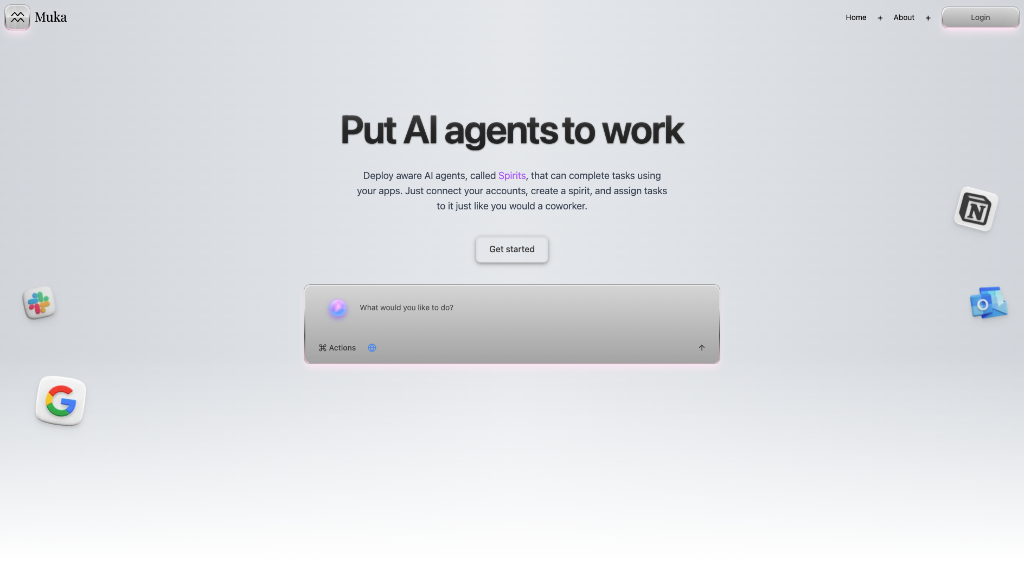 Muka
Home + About + Login
Put AI agents to work
Deploy aware AI agents, called Spirits, that can complete tasks using
your apps. Just connect your accounts, create a spirit, and assign tasks
to it just like you would a coworker.
Get started
What would you like to do?
⌘ Actions